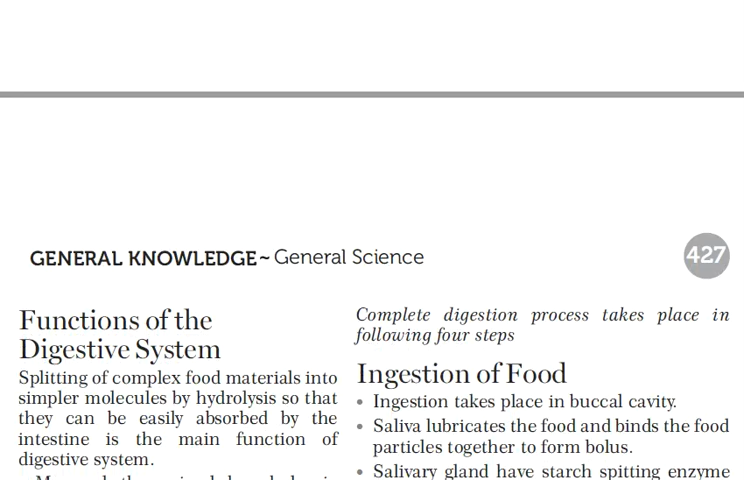 GENERAL KNOWLEDGE~ General Science
427
Functions of the
Digestive System
Splitting of complex food materials into
simpler molecules by hydrolysis so that
they can be easily absorbed by the
intestine is the main function of
digestive system.
Complete digestion process takes place in
following four steps
Ingestion of Food
• Ingestion takes place in buccal cavity.
• Saliva lubricates the food and binds the food
particles together to form bolus.
• Salivary gland have starch spitting enzyme